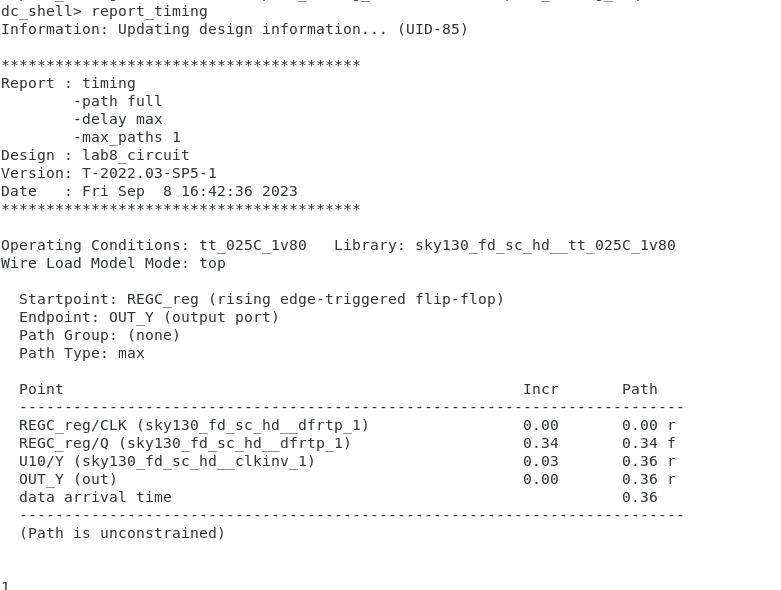 dc_shell> report_timing
Information: Updating design information... (UID-85)

****************************************
Report : timing
        -path full
        -delay max
        -max_paths 1
Design : lab8_circuit
Version: T-2022.03-SP5-1
Date   : Fri Sep  8 16:42:36 2023
****************************************

Operating Conditions: tt_025C_1v80   Library: sky130_fd_sc_hd__tt_025C_1v80
Wire Load Model Mode: top

  Startpoint: REGC_reg (rising edge-triggered flip-flop)
  Endpoint: OUT_Y (output port)
  Path Group: (none)
  Path Type: max

  Point                                                   Incr       Path
  --------------------------------------------------------------------------
  REGC_reg/CLK (sky130_fd_sc_hd__dfrtp_1)                 0.00       0.00 r
  REGC_reg/Q (sky130_fd_sc_hd__dfrtp_1)                   0.34       0.34 f
  U10/Y (sky130_fd_sc_hd__clkinv_1)                       0.03       0.36 r
  OUT_Y (out)                                             0.00       0.36 r
  data arrival time                                                  0.36
  --------------------------------------------------------------------------
  (Path is unconstrained)


1